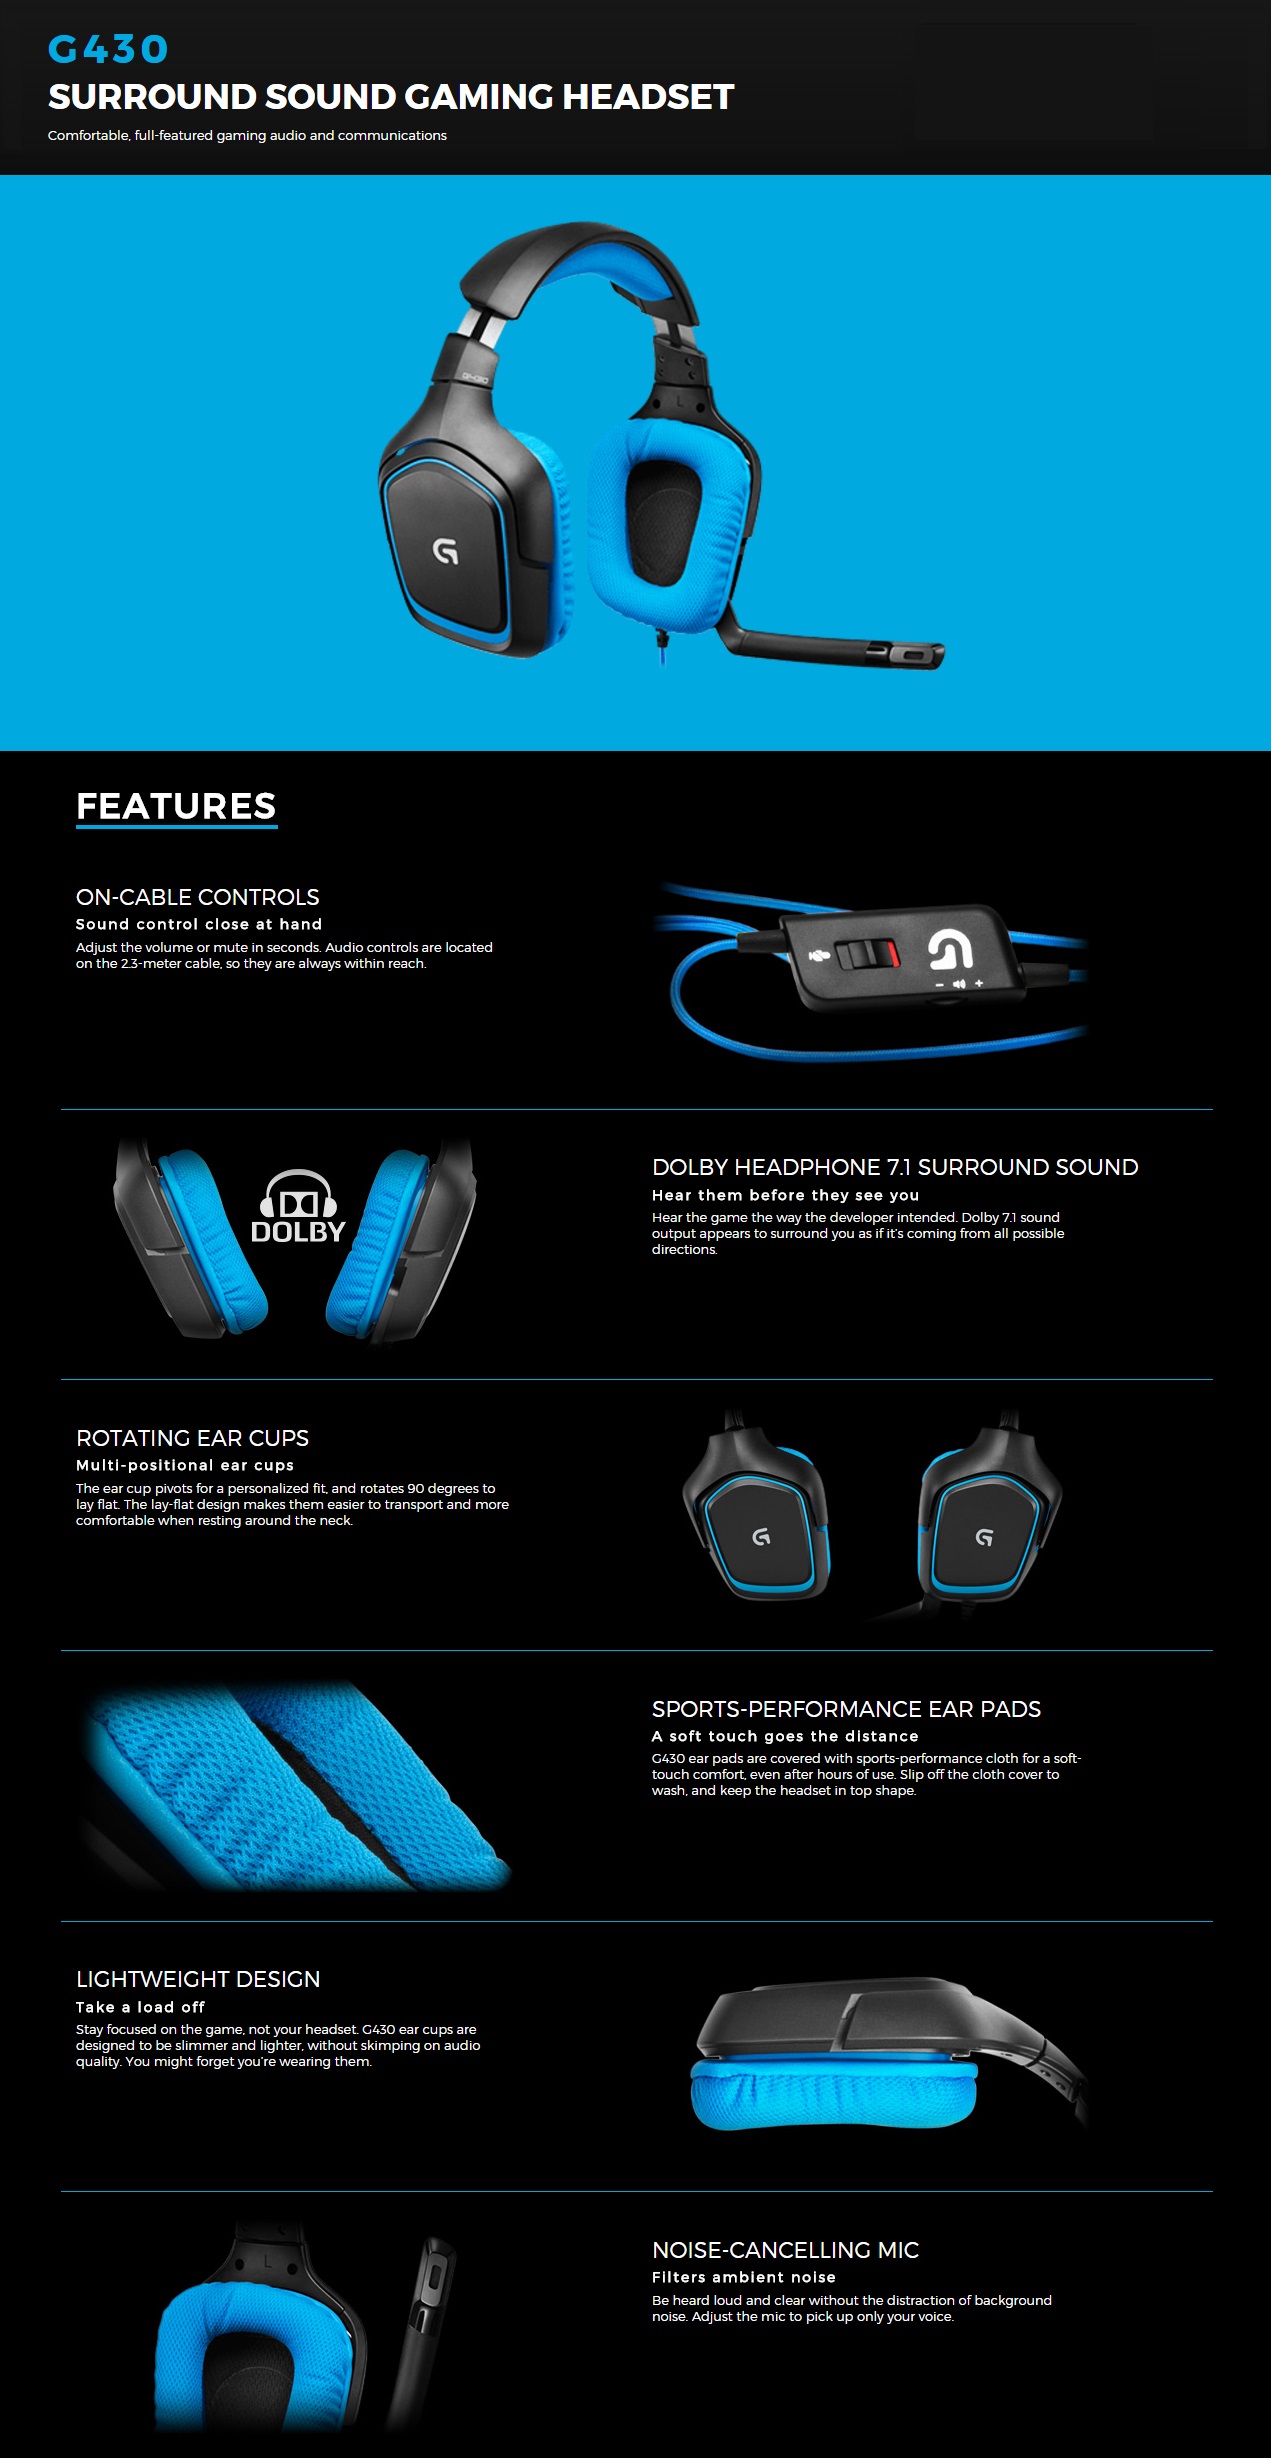 G430
SURROUND SOUND GAMING HEADSET
Comfortable, full-featured gaming audio and communications
G430
L
FEATURES
ON-CABLE CONTROLS
Sound control close at hand
Adjust the volume or mute in seconds. Audio controls are located
on the 2.3-meter cable, so they are always within reach.
DOLBY
DOLBY HEADPHONE 7.1 SURROUND SOUND
Hear them before they see you
Hear the game the way the developer intended. Dolby 7.1 sound
output appears to surround you as if it's coming from all possible
directions.
ROTATING EAR CUPS
Multi-positional ear cups
The ear cup pivots for a personalized fit, and rotates 90 degrees to
lay flat. The lay-flat design makes them easier to transport and more
comfortable when resting around the neck.
SPORTS-PERFORMANCE EAR PADS
A soft touch goes the distance
G430 ear pads are covered with sports-performance cloth for a soft-
touch comfort, even after hours of use. Slip off the cloth cover to
wash, and keep the headset in top shape.
LIGHTWEIGHT DESIGN
Take a load off
Stay focused on the game, not your headset. G430 ear cups are
designed to be slimmer and lighter, without skimping on audio
quality. You might forget you're wearing them.
L
NOISE-CANCELLING MIC
Filters ambient noise
Be heard loud and clear without the distraction of background
noise. Adjust the mic to pick up only your voice.